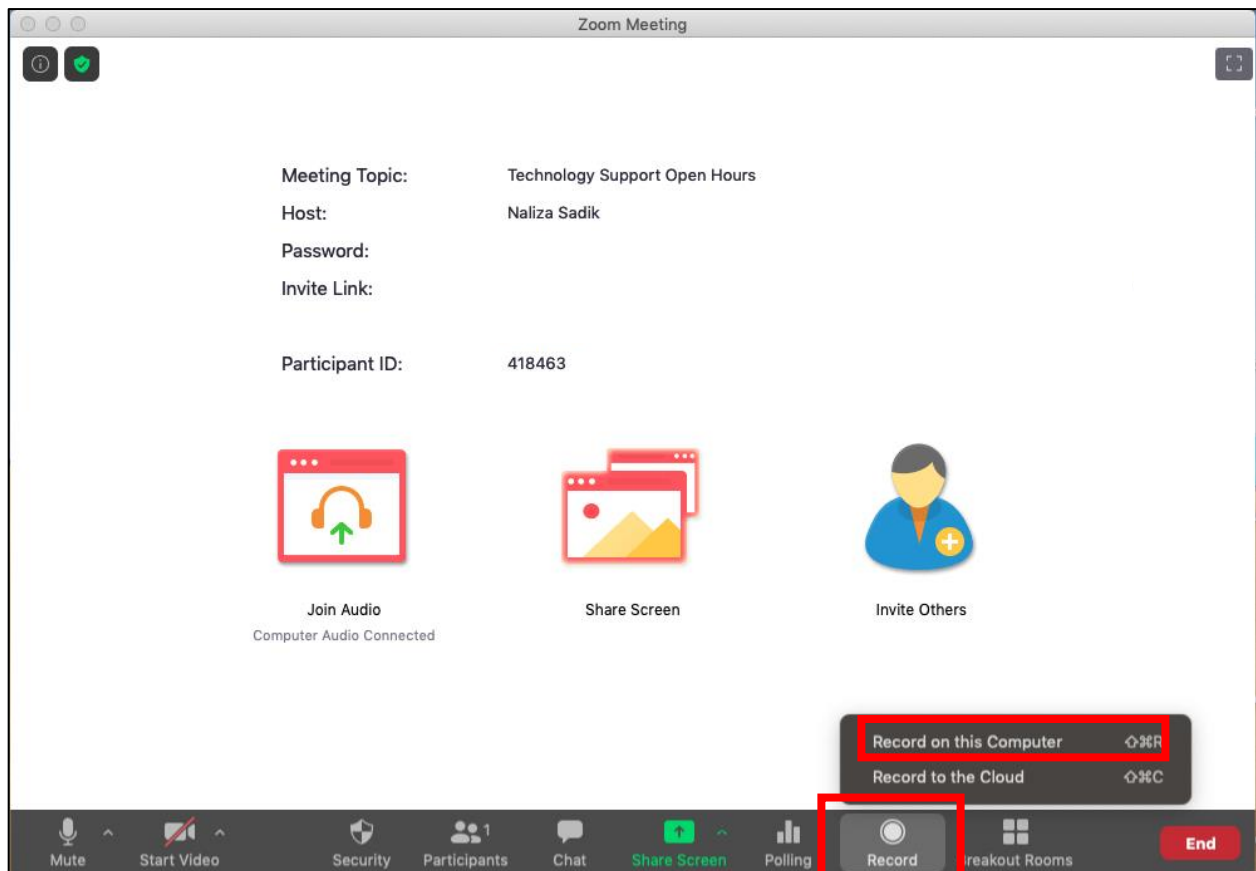 Zoom Meeting
Meeting Topic: Technology Support Open Hours
Host: Naliza Sadik
Password:
Invite Link:
Participant ID: 418463
Join Audio Share Screen Invite Others
Computer Audio Connected
Record on this Computer ⇧⌘R
Record to the Cloud ⇧⌘C
1
Mute Start Video Security Participants Chat Share Screen Polling Record Breakout Rooms End